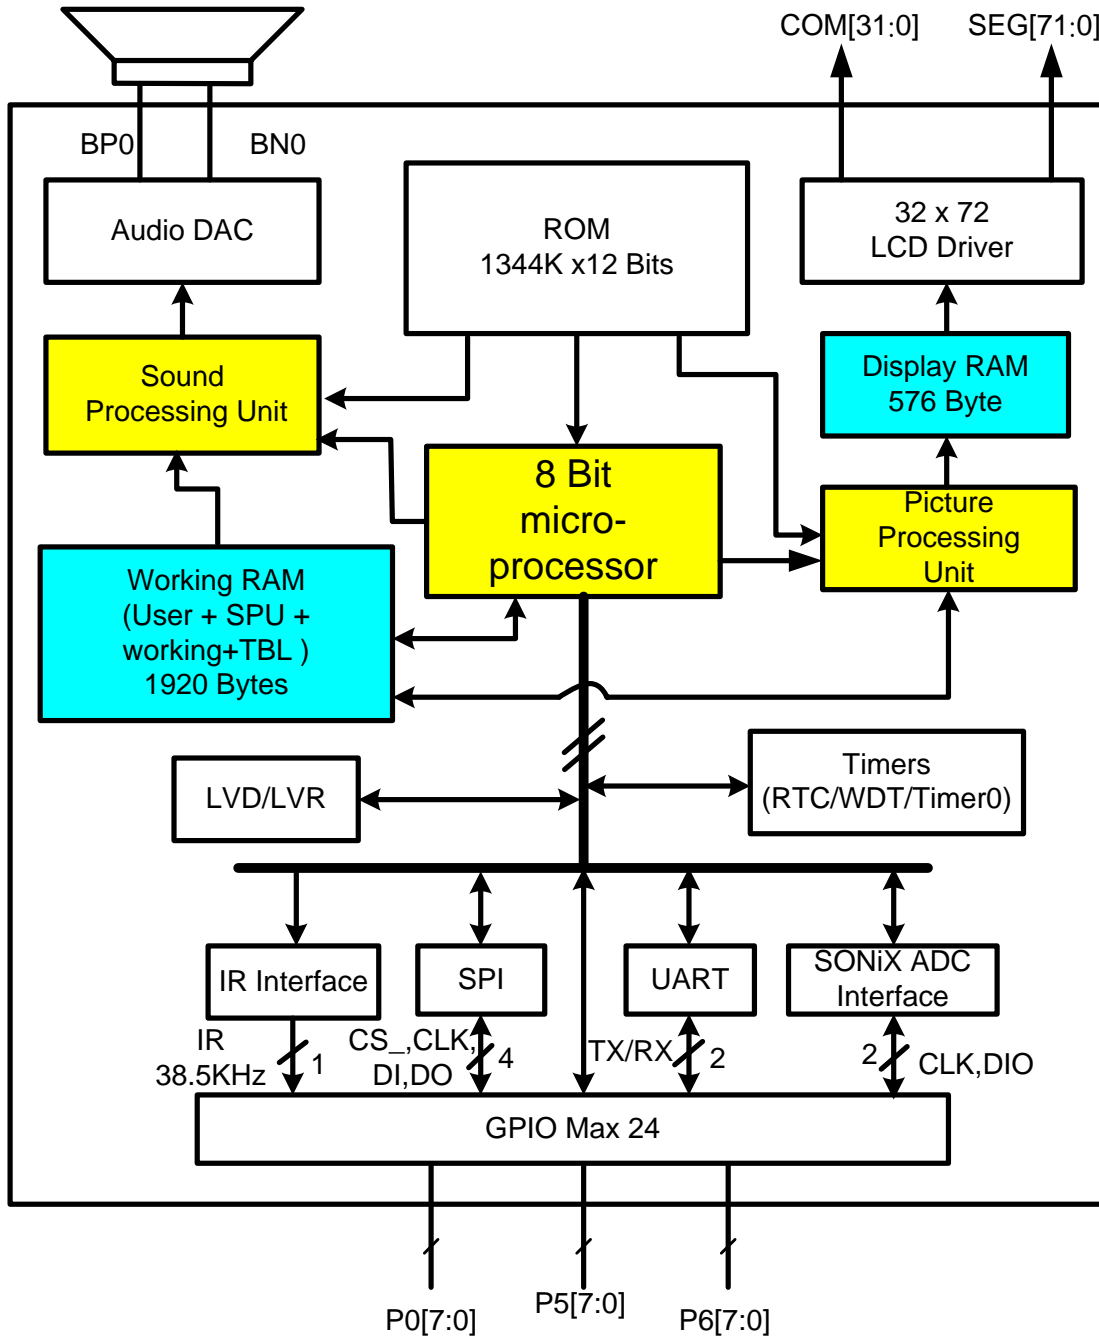 COM[31:0]
SEG[71:0]
BP0
BN0
Audio DAC
ROM
1344K x12 Bits
32 x 72
LCD Driver
Sound
Processing Unit
Display RAM
576 Byte
8 Bit
micro-
processor
Picture
Processing
Unit
Working RAM
(User + SPU +
working+TBL )
1920 Bytes
LVD/LVR
Timers
(RTC/WDT/Timer0)
IR Interface
SPI
UART
SONiX ADC
Interface
IR
38.5KHz
1
CS_,CLK,
DI,DO
4
TX/RX
2
2
CLK,DIO
GPIO Max 24
P0[7:0]
P5[7:0]
P6[7:0]